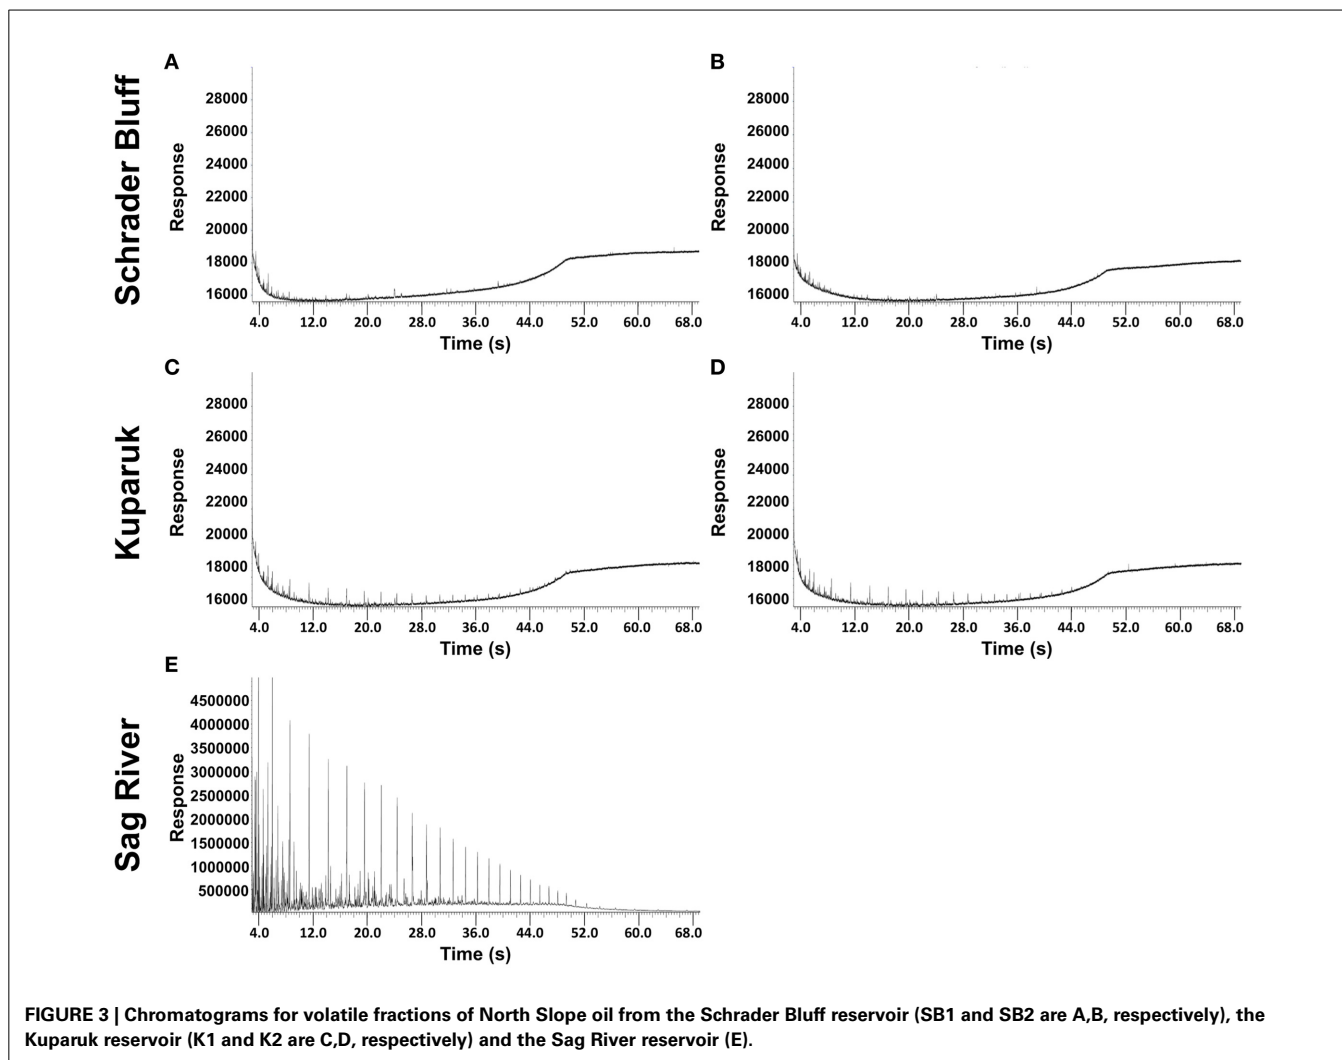 Schrader Bluff
A
28000
26000
24000
22000
20000
18000
16000
Response
4.0 12.0 20.0 28.0 36.0 44.0 52.0 60.0 68.0
Time (s)
B
28000
26000
24000
22000
20000
18000
16000
Response
4.0 12.0 20.0 28.0 36.0 44.0 52.0 60.0 68.0
Time (s)
Kuparuk
C
28000
26000
24000
22000
20000
18000
16000
Response
4.0 12.0 20.0 28.0 36.0 44.0 52.0 60.0 68.0
Time (s)
D
28000
26000
24000
22000
20000
18000
16000
Response
4.0 12.0 20.0 28.0 36.0 44.0 52.0 60.0 68.0
Time (s)
Sag River
E
4500000
4000000
3500000
3000000
2500000
2000000
1500000
1000000
500000
Response
4.0 12.0 20.0 28.0 36.0 44.0 52.0 60.0 68.0
Time (s)
FIGURE 3 | Chromatograms for volatile fractions of North Slope oil from the Schrader Bluff reservoir (SB1 and SB2 are A,B, respectively), the
Kuparuk reservoir (K1 and K2 are C,D, respectively) and the Sag River reservoir (E).